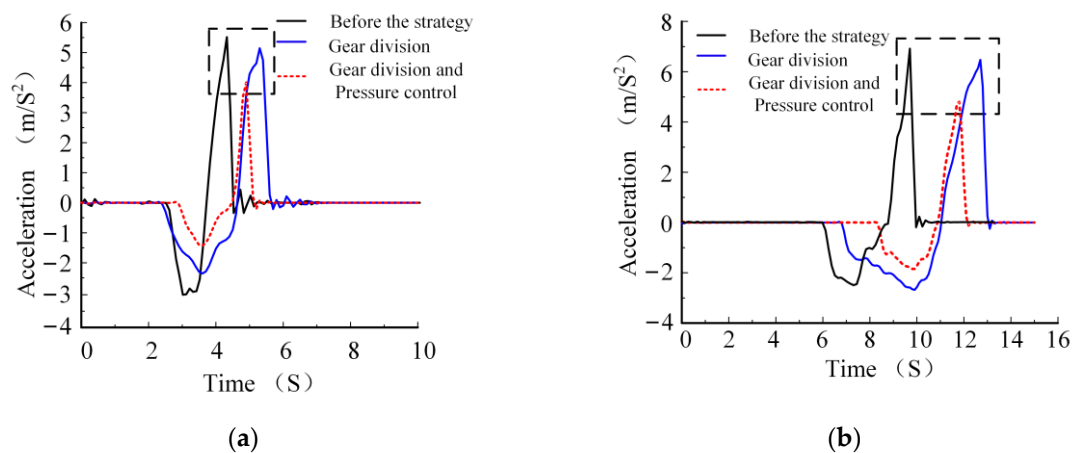 Before the strategy
Gear division
Gear division and
Pressure control
Acceleration (m/S²)
6
5
4
3
2
1
0
−1
−2
−3
−4
0 2 4 6 8 10
Time (S)
(a)
Before the strategy
Gear division
Gear division and
Pressure control
Acceleration (m/S²)
8
6
4
2
0
−2
−4
0 2 4 6 8 10 12 14 16
Time (S)
(b)